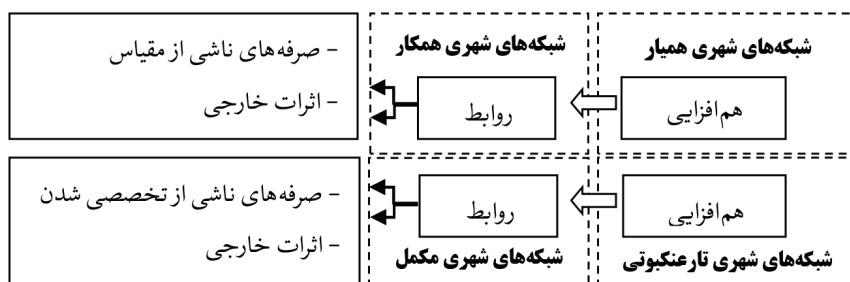 شبکه‌های شهری همیار
هم‌افزایی
شبکه‌های شهری همکار
روابط
- صرفه‌های ناشی از مقیاس
- اثرات خارجی
هم‌افزایی
شبکه‌های شهری تارعنکبوتی
روابط
شبکه‌های شهری مکمل
- صرفه‌های ناشی از تخصصی شدن
- اثرات خارجی